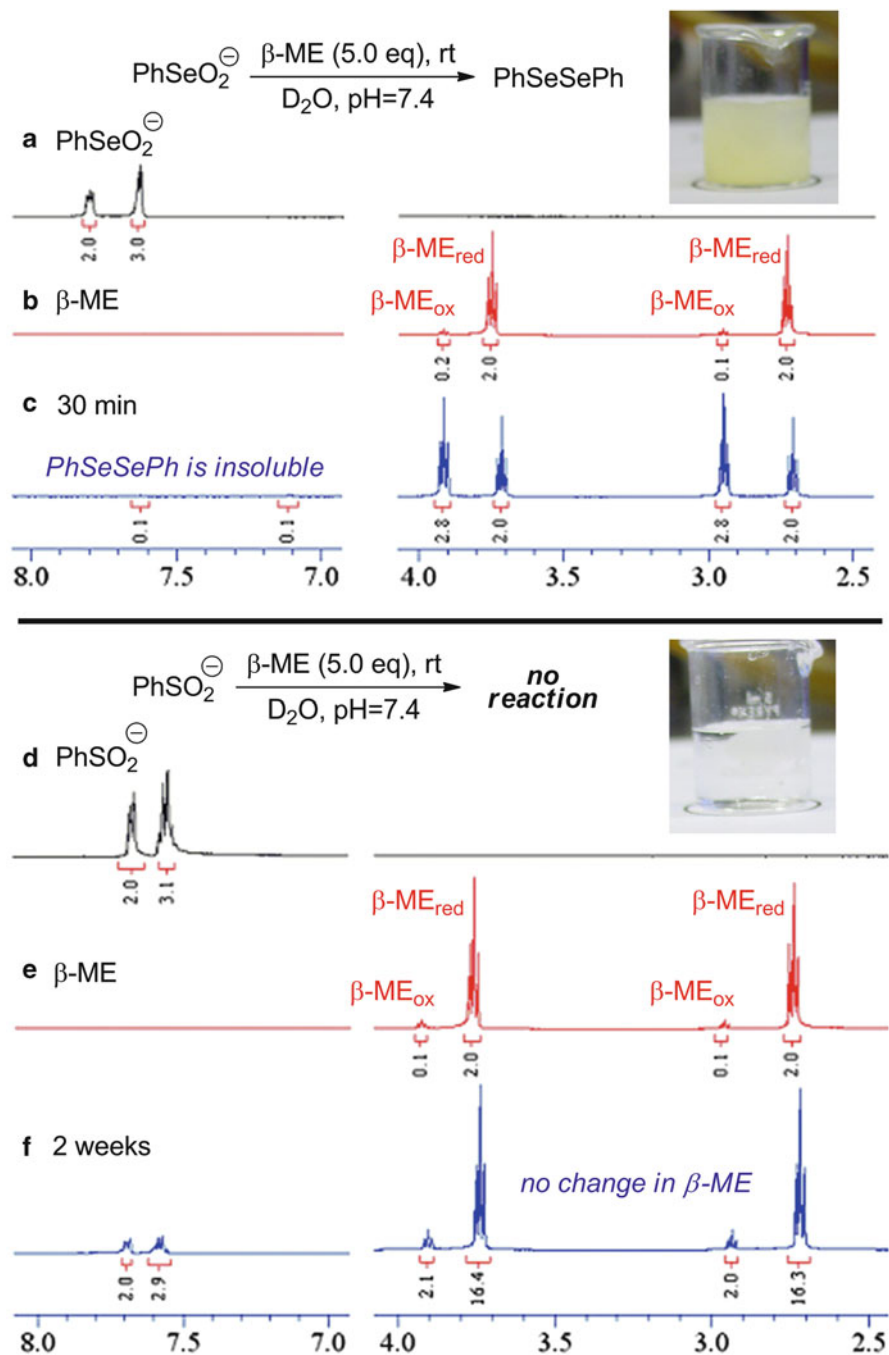 PhSeO2⊖ β-ME (5.0 eq), rt PhSeSePh
D2O, pH=7.4
a PhSeO2⊖
2.0 3.0
β-MEred β-MEred
b β-ME β-MEox β-MEox
0.2 2.0 0.1 2.0
c 30 min
PhSeSePh is insoluble
0.1 0.1 2.8 2.0 2.8 2.0
8.0 7.5 7.0 4.0 3.5 3.0 2.5
PhSO2⊖ β-ME (5.0 eq), rt no
D2O, pH=7.4 reaction
d PhSO2⊖
2.0 3.1
β-MEred β-MEred
e β-ME β-MEox β-MEox
0.1 2.0 0.1 2.0
f 2 weeks
no change in β-ME
2.0 2.9 2.1 16.4 2.0 16.3
8.0 7.5 7.0 4.0 3.5 3.0 2.5